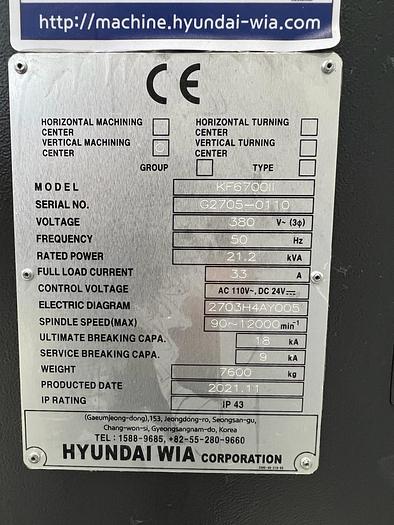 http://machine.hyundai-wia.com
CE
HORIZONTAL MACHINING CENTER
HORIZONTAL TURNING CENTER
VERTICAL MACHINING CENTER O
VERTICAL TURNING CENTER
GROUP
TYPE
MODEL KF6700II
SERIAL NO. G2705-0110
VOLTAGE 380 V~ (3φ)
FREQUENCY 50 Hz
RATED POWER 21.2 kVA
FULL LOAD CURRENT 33 A
CONTROL VOLTAGE AC 110V~, DC 24V⎓
ELECTRIC DIAGRAM 2703H4AY005
SPINDLE SPEED(MAX) 90~12000 min⁻¹
ULTIMATE BREAKING CAPA. 18 kA
SERVICE BREAKING CAPA. 9 kA
WEIGHT 7600 kg
PRODUCTED DATE 2021.11
IP RATING IP 43
(Gaeumjeong-dong),153, Jeongdong-ro, Seongsan-gu,
Chang-won-si, Gyeongsangnam-do, Korea
TEL : 1588-9685, +82-55-280-9660
HYUNDAI WIA CORPORATION